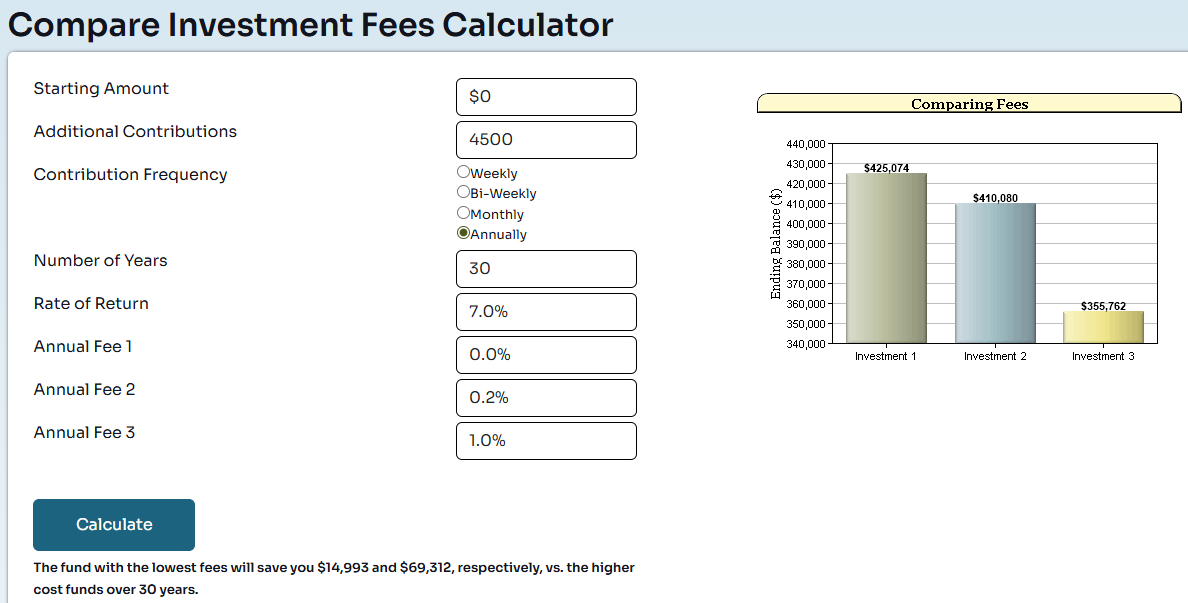 Compare Investment Fees Calculator
Starting Amount
$0
Additional Contributions
4500
Contribution Frequency
Weekly
Bi-Weekly
Monthly
Annually
Number of Years
30
Rate of Return
7.0%
Annual Fee 1
0.0%
Annual Fee 2
0.2%
Annual Fee 3
1.0%
Calculate
The fund with the lowest fees will save you $14,993 and $69,312, respectively, vs. the higher
cost funds over 30 years.
Comparing Fees
Ending Balance ($)
440,000
430,000
420,000
410,000
400,000
390,000
380,000
370,000
360,000
350,000
340,000
$425,074
$410,080
$355,762
Investment 1
Investment 2
Investment 3